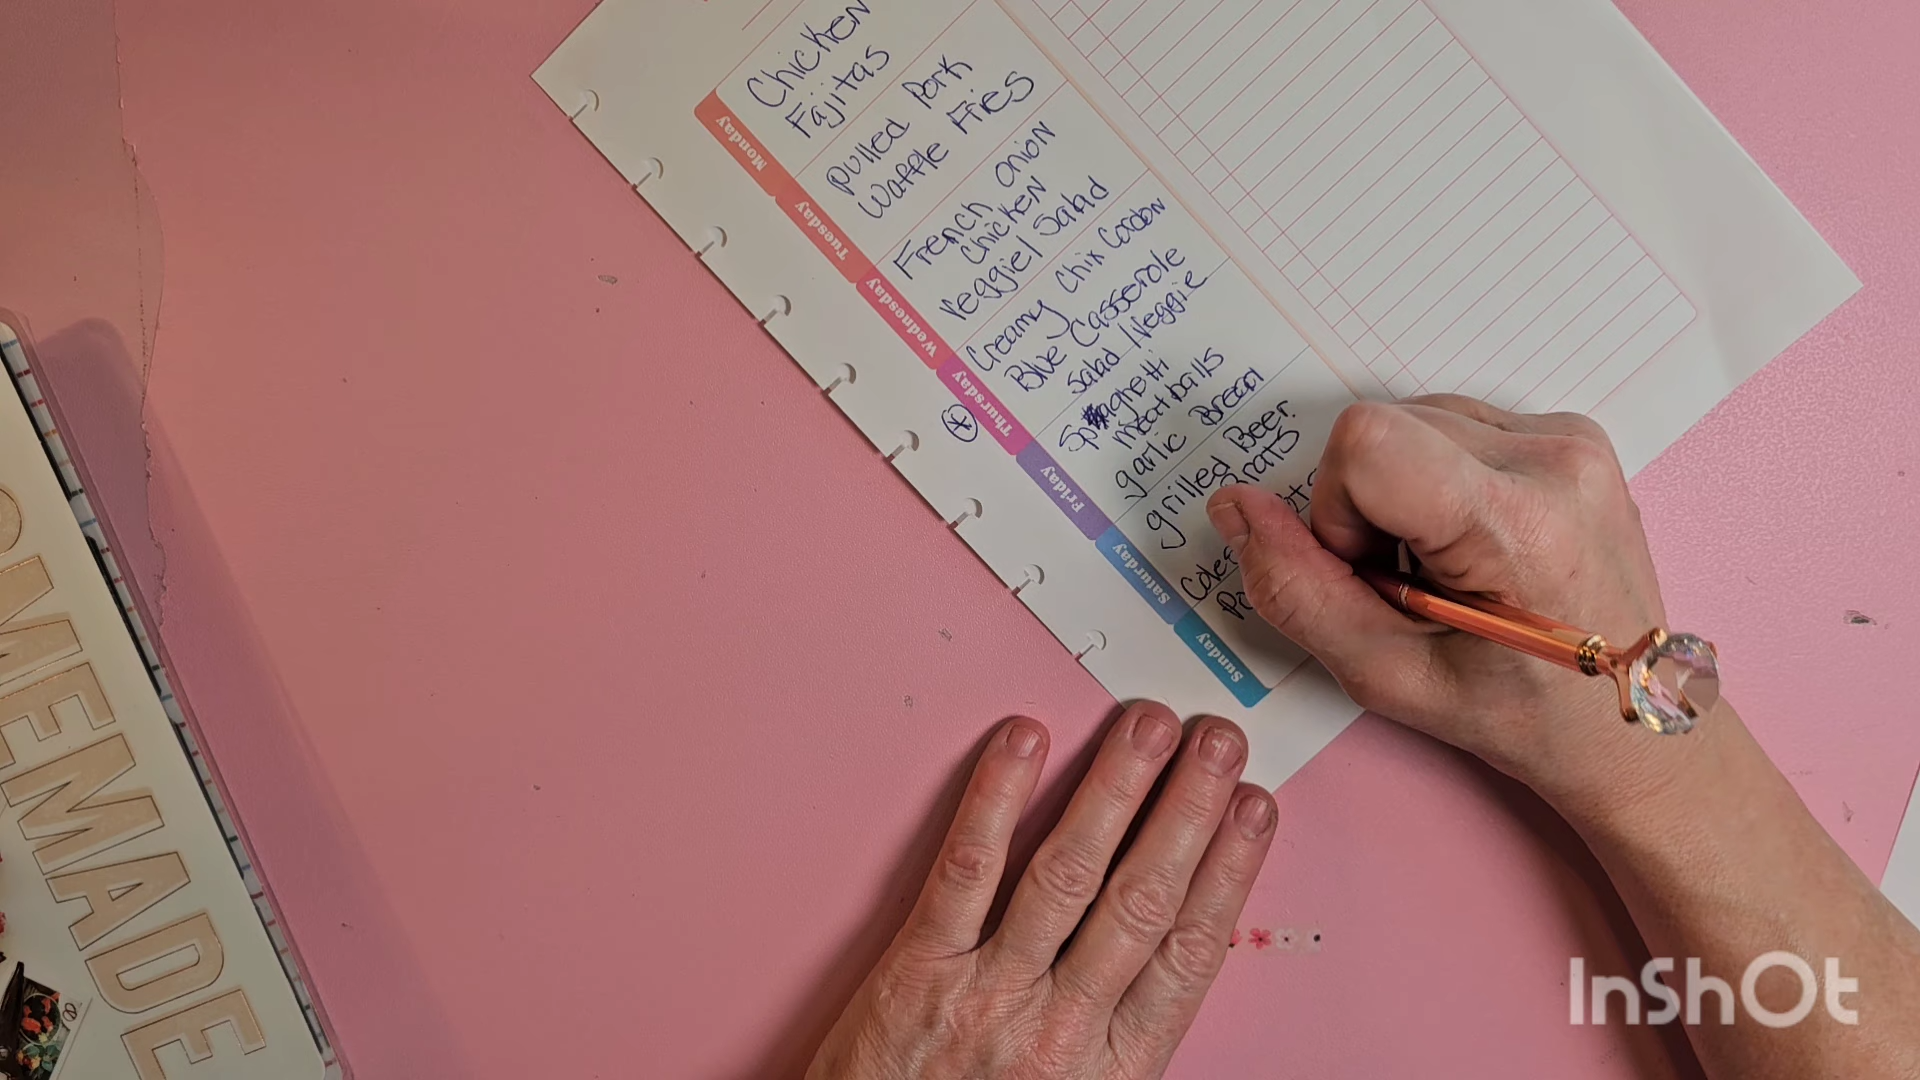 Chicken
Fajitas
Monday
Pulled Pork
Waffle Fries
Tuesday
French Onion
Chicken
Veggie/ Salad
Wednesday
Creamy Chix Cordon
Blue Casserole
Salad /Veggie
Thursday
Spaghetti
meatballs
garlic Bread
Friday
grilled Beer
Brats
Saturday
Sunday
InShOt